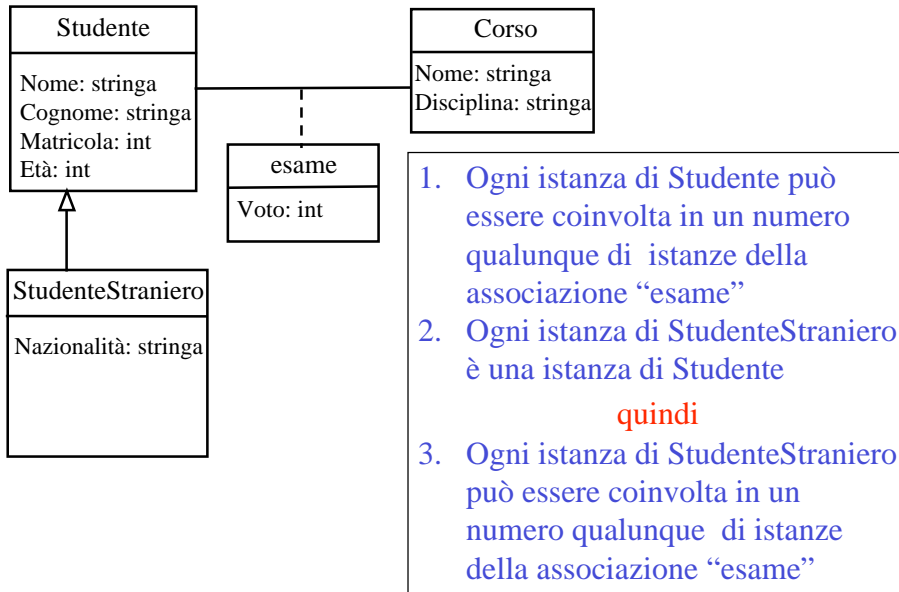 Studente
Nome: stringa
Cognome: stringa
Matricola: int
Età: int
Corso
Nome: stringa
Disciplina: stringa
esame
Voto: int
StudenteStraniero
Nazionalità: stringa
1. Ogni istanza di Studente può
essere coinvolta in un numero
qualunque di istanze della
associazione “esame”
2. Ogni istanza di StudenteStraniero
è una istanza di Studente
quindi
3. Ogni istanza di StudenteStraniero
può essere coinvolta in un
numero qualunque di istanze
della associazione “esame”